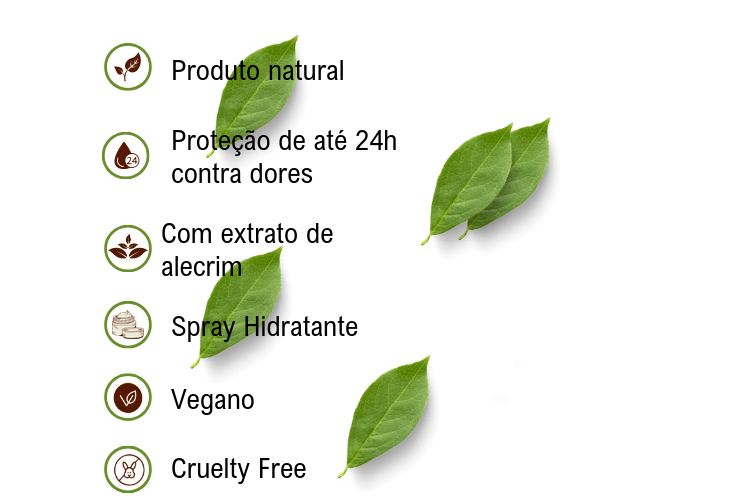 Produto natural
24
Proteção de até 24h
contra dores
Com extrato de
alecrim
Spray Hidratante
Vegano
Cruelty Free